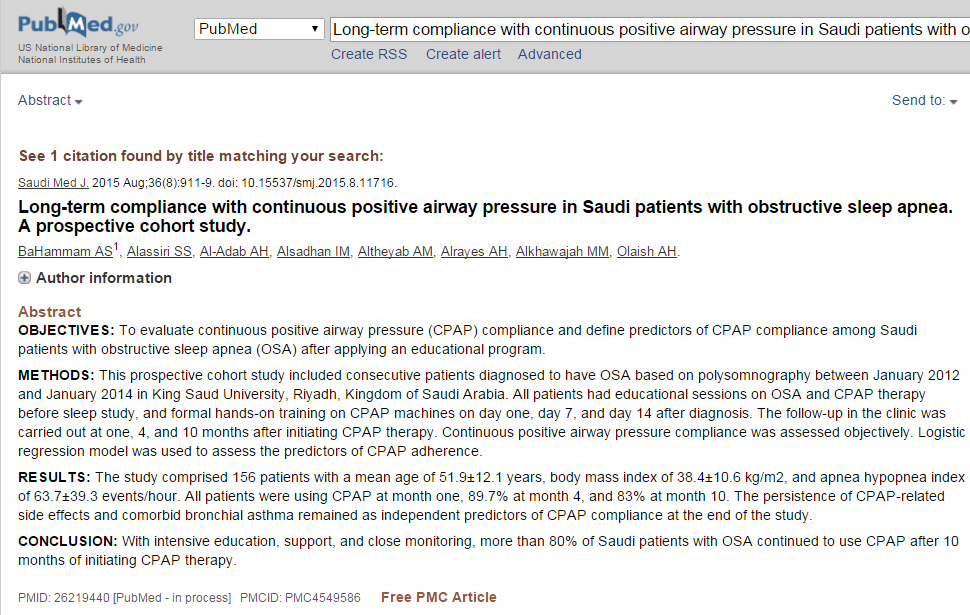 PubMed.gov
US National Library of Medicine
National Institutes of Health
PubMed
Long-term compliance with continuous positive airway pressure in Saudi patients with o
Create RSS Create alert Advanced
Abstract
Send to:
See 1 citation found by title matching your search:
Saudi Med J. 2015 Aug;36(8):911-9. doi: 10.15537/smj.2015.8.11716.
Long-term compliance with continuous positive airway pressure in Saudi patients with obstructive sleep apnea.
A prospective cohort study.
BaHammam AS1, Alassiri SS, Al-Adab AH, Alsadhan IM, Altheyab AM, Alrayes AH, Alkhawajah MM, Olaish AH.
Author information
Abstract
OBJECTIVES: To evaluate continuous positive airway pressure (CPAP) compliance and define predictors of CPAP compliance among Saudi
patients with obstructive sleep apnea (OSA) after applying an educational program.
METHODS: This prospective cohort study included consecutive patients diagnosed to have OSA based on polysomnography between January 2012
and January 2014 in King Saud University, Riyadh, Kingdom of Saudi Arabia. All patients had educational sessions on OSA and CPAP therapy
before sleep study, and formal hands-on training on CPAP machines on day one, day 7, and day 14 after diagnosis. The follow-up in the clinic was
carried out at one, 4, and 10 months after initiating CPAP therapy. Continuous positive airway pressure compliance was assessed objectively. Logistic
regression model was used to assess the predictors of CPAP adherence.
RESULTS: The study comprised 156 patients with a mean age of 51.9±12.1 years, body mass index of 38.4±10.6 kg/m2, and apnea hypopnea index
of 63.7±39.3 events/hour. All patients were using CPAP at month one, 89.7% at month 4, and 83% at month 10. The persistence of CPAP-related
side effects and comorbid bronchial asthma remained as independent predictors of CPAP compliance at the end of the study.
CONCLUSION: With intensive education, support, and close monitoring, more than 80% of Saudi patients with OSA continued to use CPAP after 10
months of initiating CPAP therapy.
PMID: 26219440 [PubMed - in process] PMCID: PMC4549586 Free PMC Article